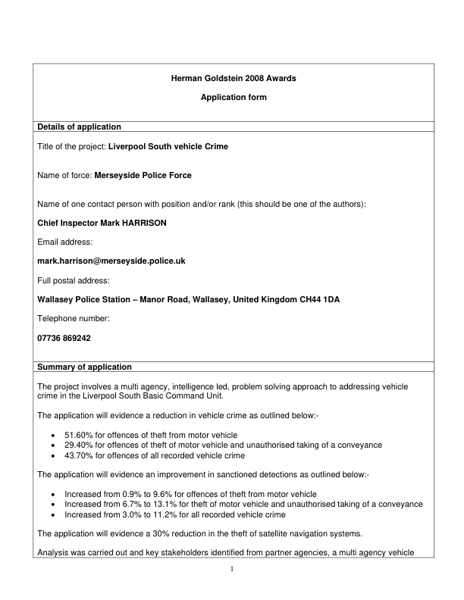 Herman Goldstein 2008 Awards
Application form
Details of application
Title of the project: Liverpool South vehicle Crime
Name of force: Merseyside Police Force
Name of one contact person with position and/or rank (this should be one of the authors):
Chief Inspector Mark HARRISON
Email address:
mark.harrison@merseyside.police.uk
Full postal address:
Wallasey Police Station – Manor Road, Wallasey, United Kingdom CH44 1DA
Telephone number:
07736 869242
Summary of application
The project involves a multi agency, intelligence led, problem solving approach to addressing vehicle
crime in the Liverpool South Basic Command Unit.
The application will evidence a reduction in vehicle crime as outlined below:-
• 51.60% for offences of theft from motor vehicle
• 29.40% for offences of theft of motor vehicle and unauthorised taking of a conveyance
• 43.70% for offences of all recorded vehicle crime
The application will evidence an improvement in sanctioned detections as outlined below:-
• Increased from 0.9% to 9.6% for offences of theft from motor vehicle
• Increased from 6.7% to 13.1% for theft of motor vehicle and unauthorised taking of a conveyance
• Increased from 3.0% to 11.2% for all recorded vehicle crime
The application will evidence a 30% reduction in the theft of satellite navigation systems.
Analysis was carried out and key stakeholders identified from partner agencies, a multi agency vehicle
1